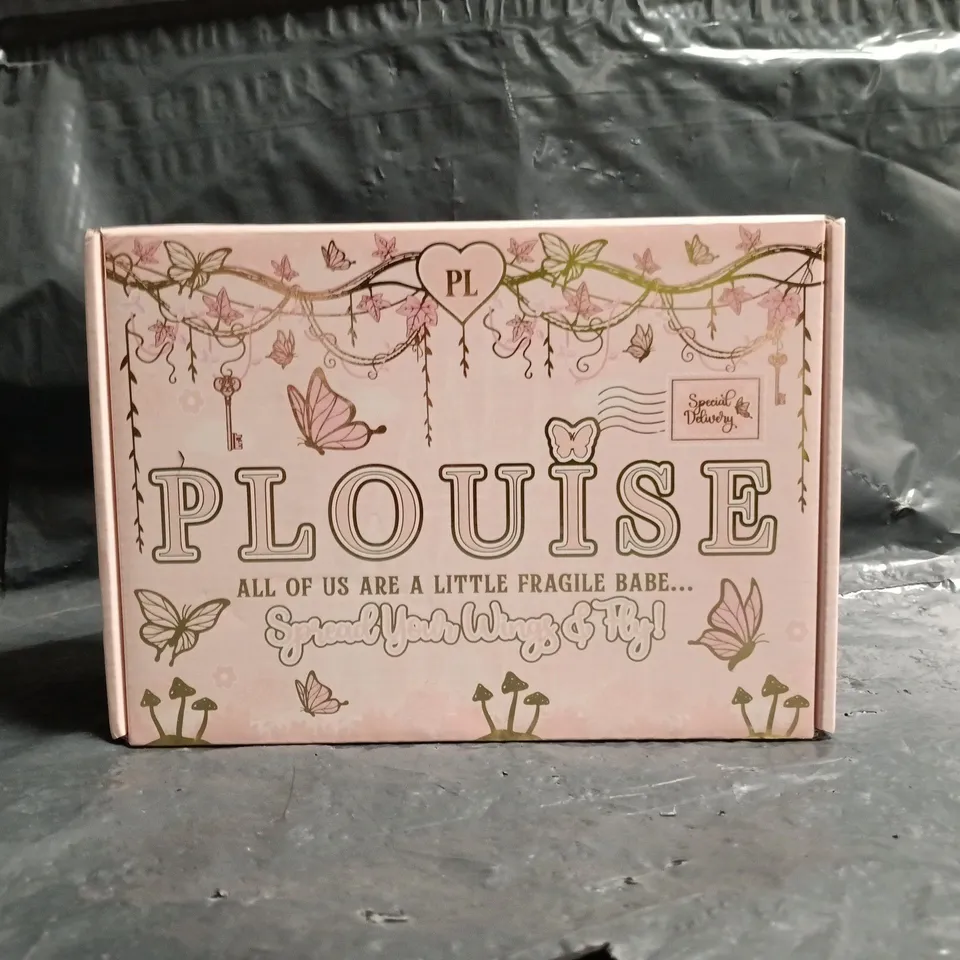 PL
Special
Delivery
PLOUISE
ALL OF US ARE A LITTLE FRAGILE BABE...
Spread Your Wings & Fly!